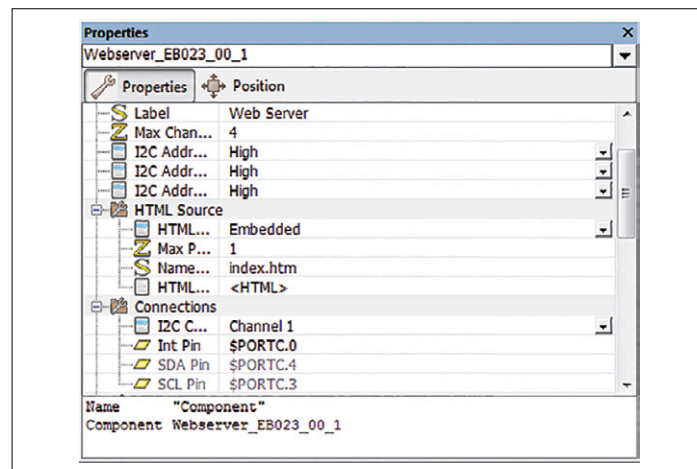 Properties
Webserver_EB023_00_1
Properties Position
Label Web Server
Max Chan... 4
I2C Addr... High
I2C Addr... High
I2C Addr... High
HTML Source
HTML... Embedded
Max P... 1
Name... index.htm
HTML... <HTML>
Connections
I2C C... Channel 1
Int Pin $PORTC.0
SDA Pin $PORTC.4
SCL Pin $PORTC.3
Name "Component"
Component Webserver_EB023_00_1